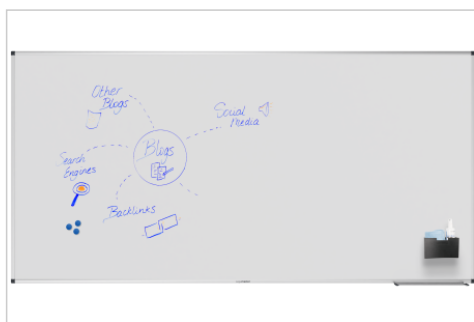 Other
Blogs
Social
Media
Blogs
Search
Engines
Backlinks